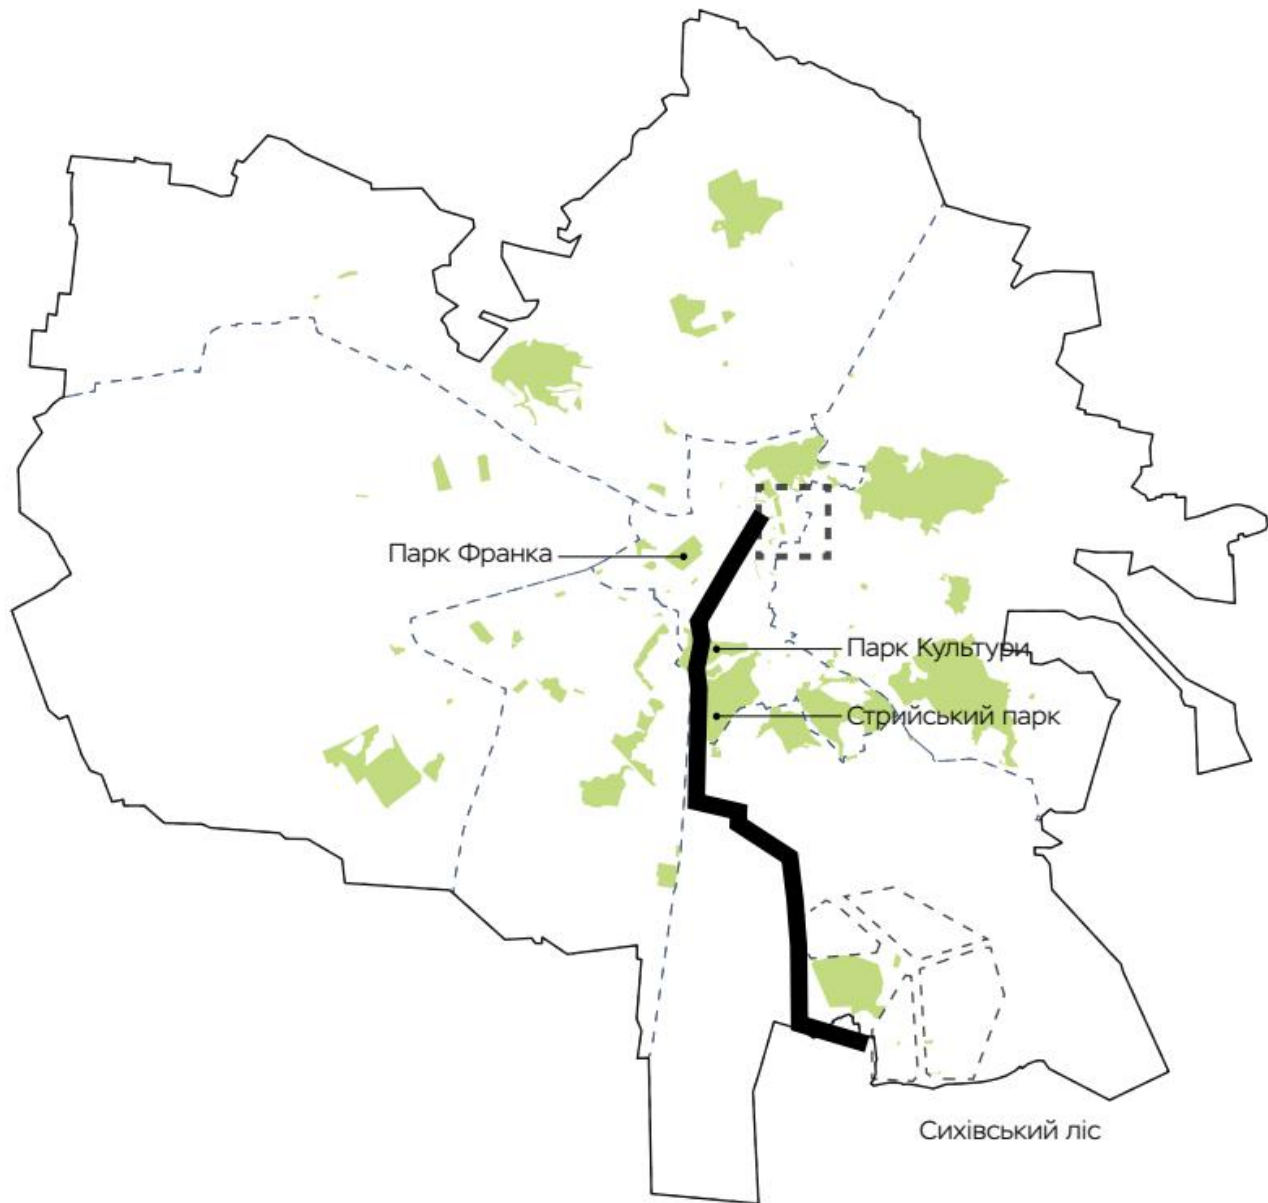 Парк Франка
Парк Культури
Стрийський парк
Сихівський ліс